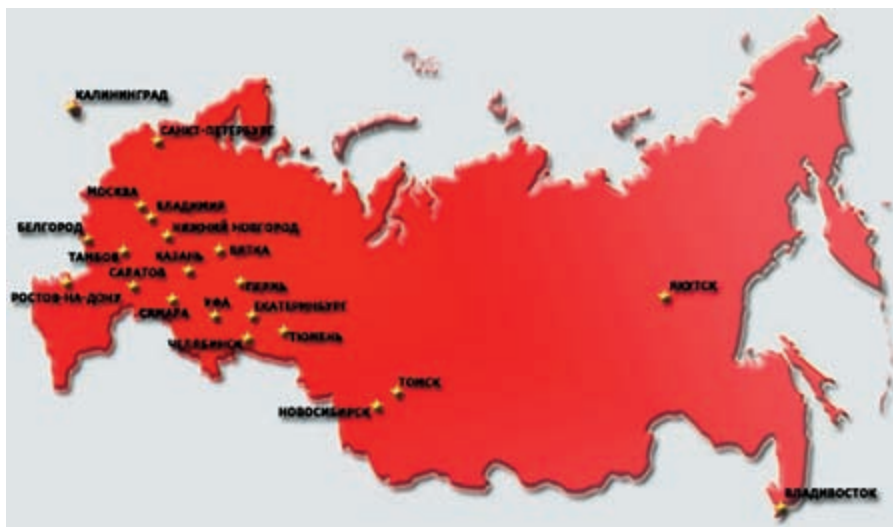 КАЛИНИНГРАД
САНКТ-ПЕТЕРБУРГ
МОСКВА
ВЛАДИМИР
БЕЛГОРОД
НИЖНИЙ НОВГОРОД
ТАМБОВ
КАЗАНЬ
ВЯТКА
САРАТОВ
ПЕРМЬ
ЯКУТСК
РОСТОВ-НА-ДОНУ
САМАРА
УФА
ЕКАТЕРИНБУРГ
ЧЕЛЯБИНСК
ТЮМЕНЬ
ТОМСК
НОВОСИБИРСК
ВЛАДИВОСТОК